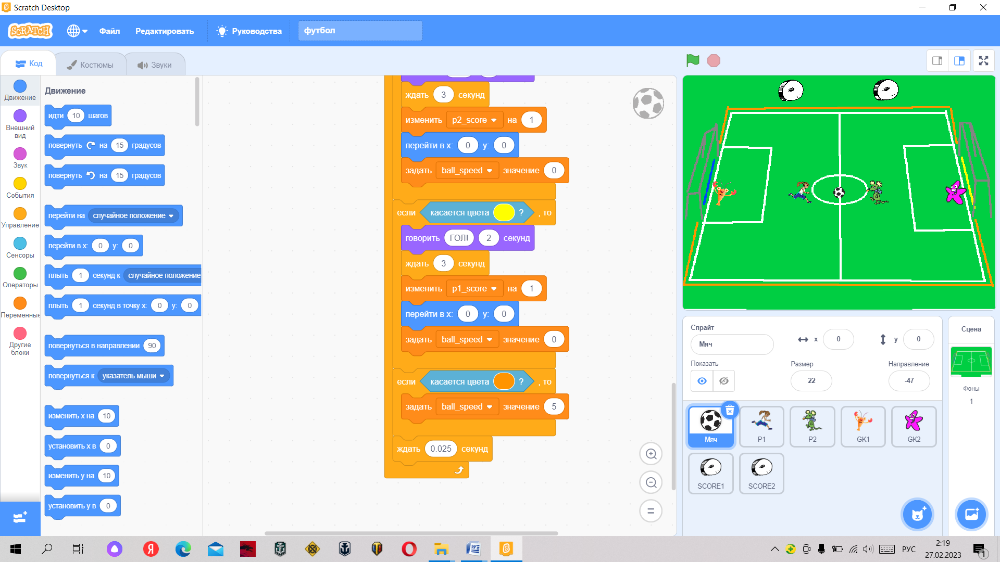 Scratch Desktop
SCRATCH
Файл
Редактировать
Руководства
футбол
Код
Костюмы
Звуки
Движение
Внешний вид
Звук
События
Управление
Сенсоры
Операторы
Переменные
Другие блоки
Движение
идти 10 шагов
повернуть на 15 градусов
повернуть на 15 градусов
перейти на случайное положение
перейти в x: 0 y: 0
плыть 1 секунд к случайное положение
плыть 1 секунд в точку x: 0 y: 0
повернуться в направлении 90
повернуться к указатель мыши
изменить x на 10
установить x в 0
изменить y на 10
установить y в 0
ждать 3 секунд
изменить p2_score на 1
перейти в x: 0 y: 0
задать ball_speed значение 0
если касается цвета ? , то
говорить ГОЛ! 2 секунд
ждать 3 секунд
изменить p1_score на 1
перейти в x: 0 y: 0
задать ball_speed значение 0
если касается цвета ? , то
задать ball_speed значение 5
ждать 0.025 секунд
Спрайт
Мяч
x 0
y 0
Показать
Размер
22
Направление
-47
Мяч
P1
P2
GK1
GK2
SCORE1
SCORE2
Сцена
Фоны
1
РУС
2:19
27.02.2023
1